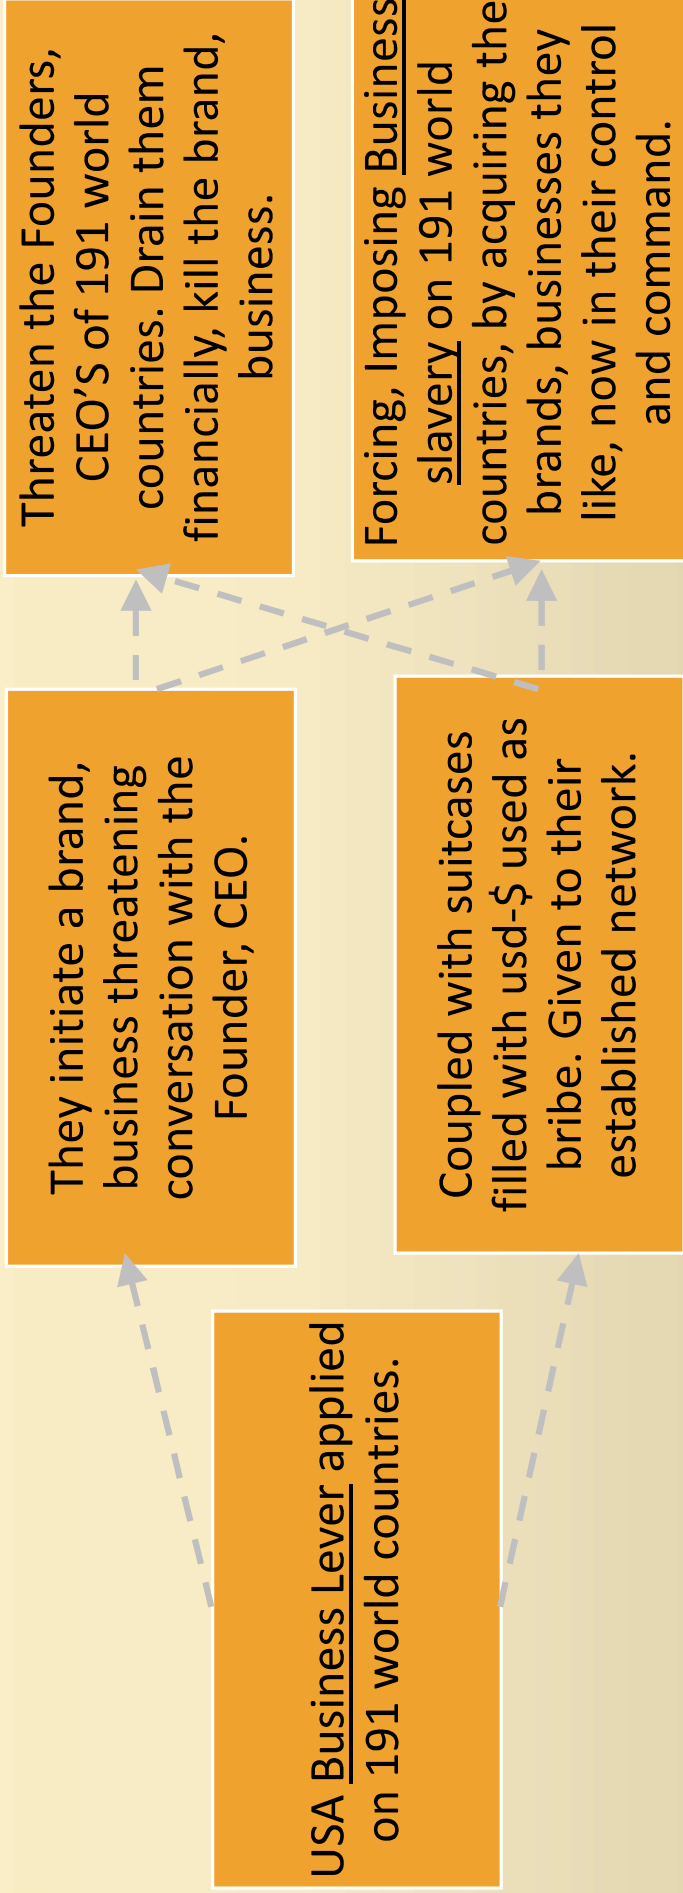 USA Business Lever applied
on 191 world countries.
They initiate a brand,
business threatening
conversation with the
Founder, CEO.
Coupled with suitcases
filled with usd-$ used as
bribe. Given to their
established network.
Threaten the Founders,
CEO’S of 191 world
countries. Drain them
financially, kill the brand,
business.
Forcing, Imposing Business
slavery on 191 world
countries, by acquiring the
brands, businesses they
like, now in their control
and command.